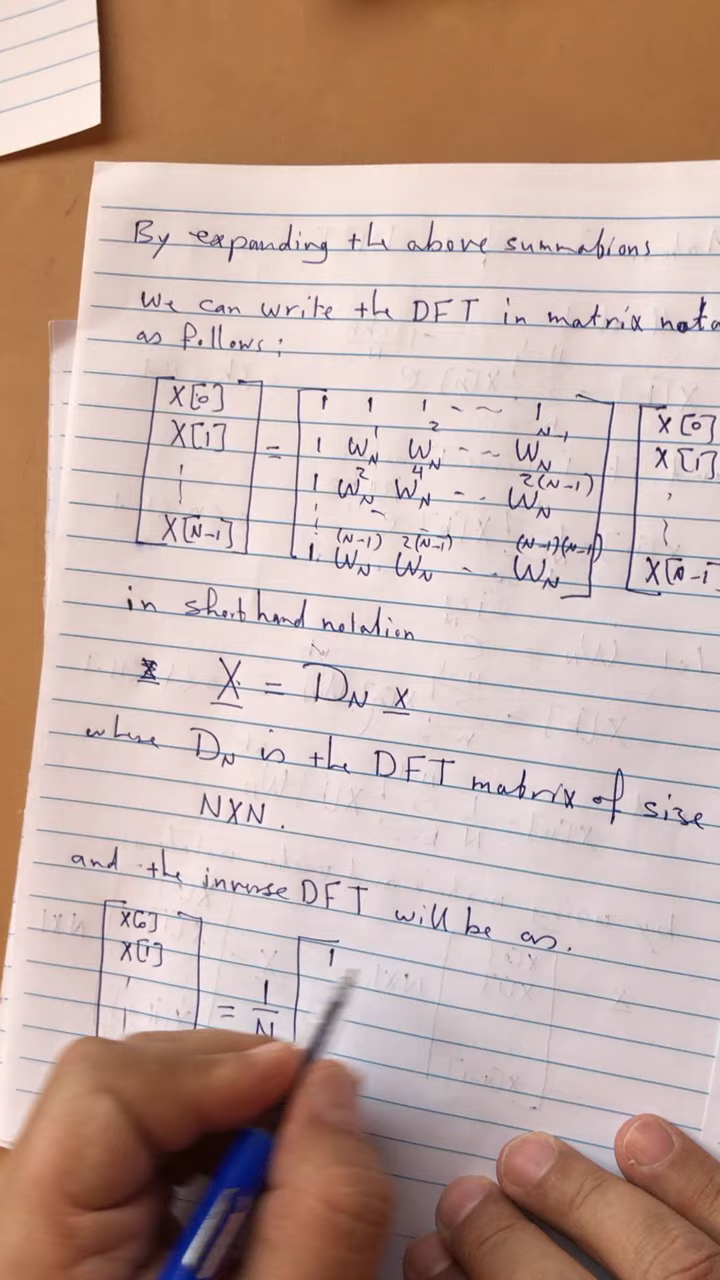 By expanding the above summations
We can write the DFT in matrix nota
as follows:
X[0] 1 1 1 -- 1 X[0]
X[1] = 1 W_N^1 W_N^2 -- W_N^{N-1} X[1]
1 W_N^2 W_N^4 -- W_N^{2(N-1)}
X[N-1] 1 W_N^{(N-1)} W_N^{2(N-1)} - W_N^{(N-1)(N-1)} X[N-1
in short hand notation
X = D_N x
where D_N is the DFT matrix of size
NXN.
and the inverse DFT will be as.
X[0] 1
X[1]
= 1/N